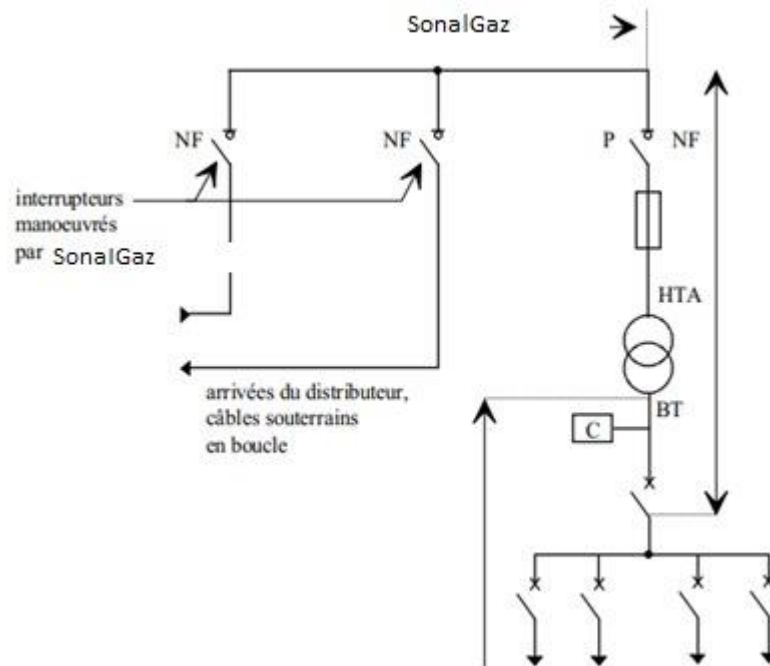 SonalGaz
NF
NF
P
NF
interrupteurs
manoeuvrés
par SonalGaz
HTA
arrivées du distributeur,
câbles souterrains
en boucle
BT
C